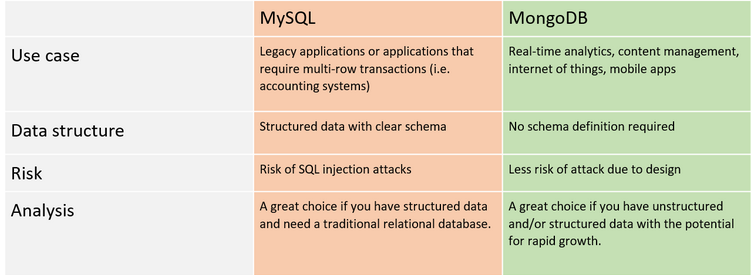 MySQL
MongoDB
Use case
Legacy applications or applications that
require multi-row transactions (i.e.
accounting systems)
Real-time analytics, content management,
internet of things, mobile apps
Data structure
Structured data with clear schema
No schema definition required
Risk
Risk of SQL injection attacks
Less risk of attack due to design
Analysis
A great choice if you have structured data
and need a traditional relational database.
A great choice if you have unstructured
and/or structured data with the potential
for rapid growth.